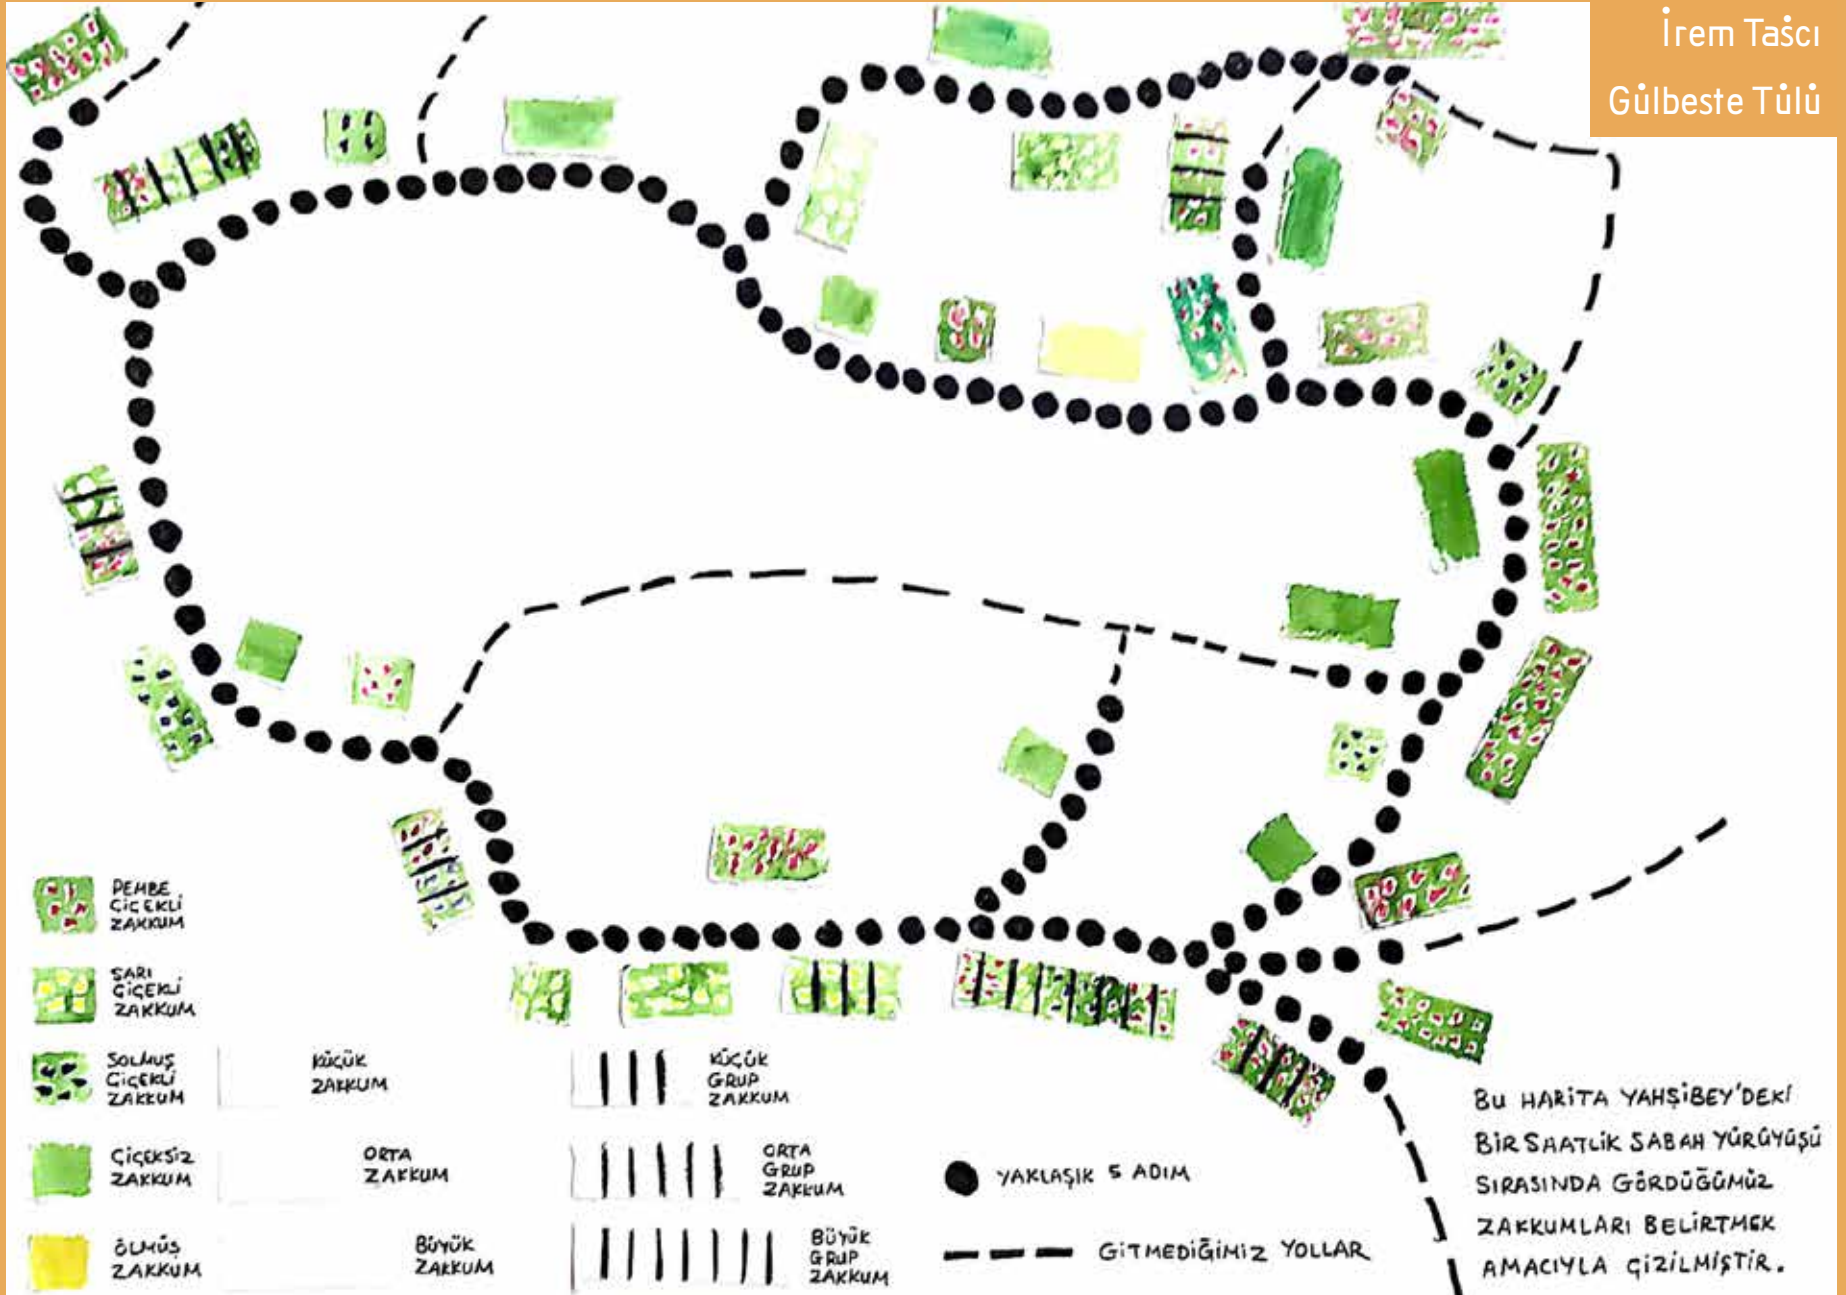 İrem Taşcı
Gülbeste Tülü
PEMBE
ÇİÇEKLİ
ZAKKUM
SARI
ÇİÇEKLİ
ZAKKUM
SOLMUŞ
ÇİÇEKLİ
ZAKKUM
ÇİÇEKSİZ
ZAKKUM
ÖLMÜŞ
ZAKKUM
KÜÇÜK
ZAKKUM
ORTA
ZAKKUM
BÜYÜK
ZAKKUM
KÜÇÜK
GRUP
ZAKKUM
ORTA
GRUP
ZAKKUM
BÜYÜK
GRUP
ZAKKUM
YAKLAŞIK 5 ADIM
GİTMEDİĞİMİZ YOLLAR
BU HARİTA YAHŞİBEY'DEKİ
BİR SAATLİK SABAH YÜRÜYÜŞÜ
SIRASINDA GÖRDÜĞÜMÜZ
ZAKKUMLARI BELİRTMEK
AMACIYLA ÇİZİLMİŞTİR.